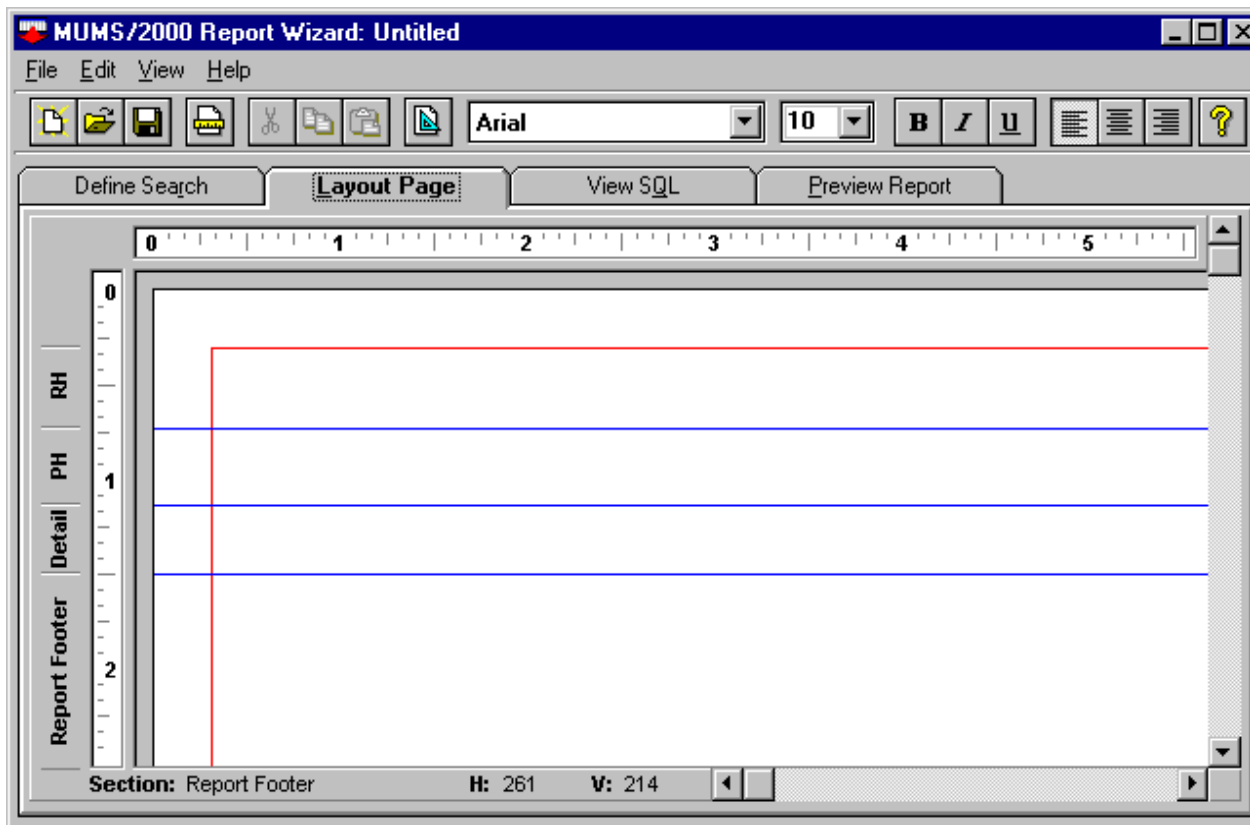 MUMS/2000 Report Wizard: Untitled
File Edit View Help
Arial 10 B I U
Define Search Layout Page View SQL Preview Report
0 1 2 3 4 5
0
RH
PH
1
Detail
Report Footer
2
Section: Report Footer H: 261 V: 214